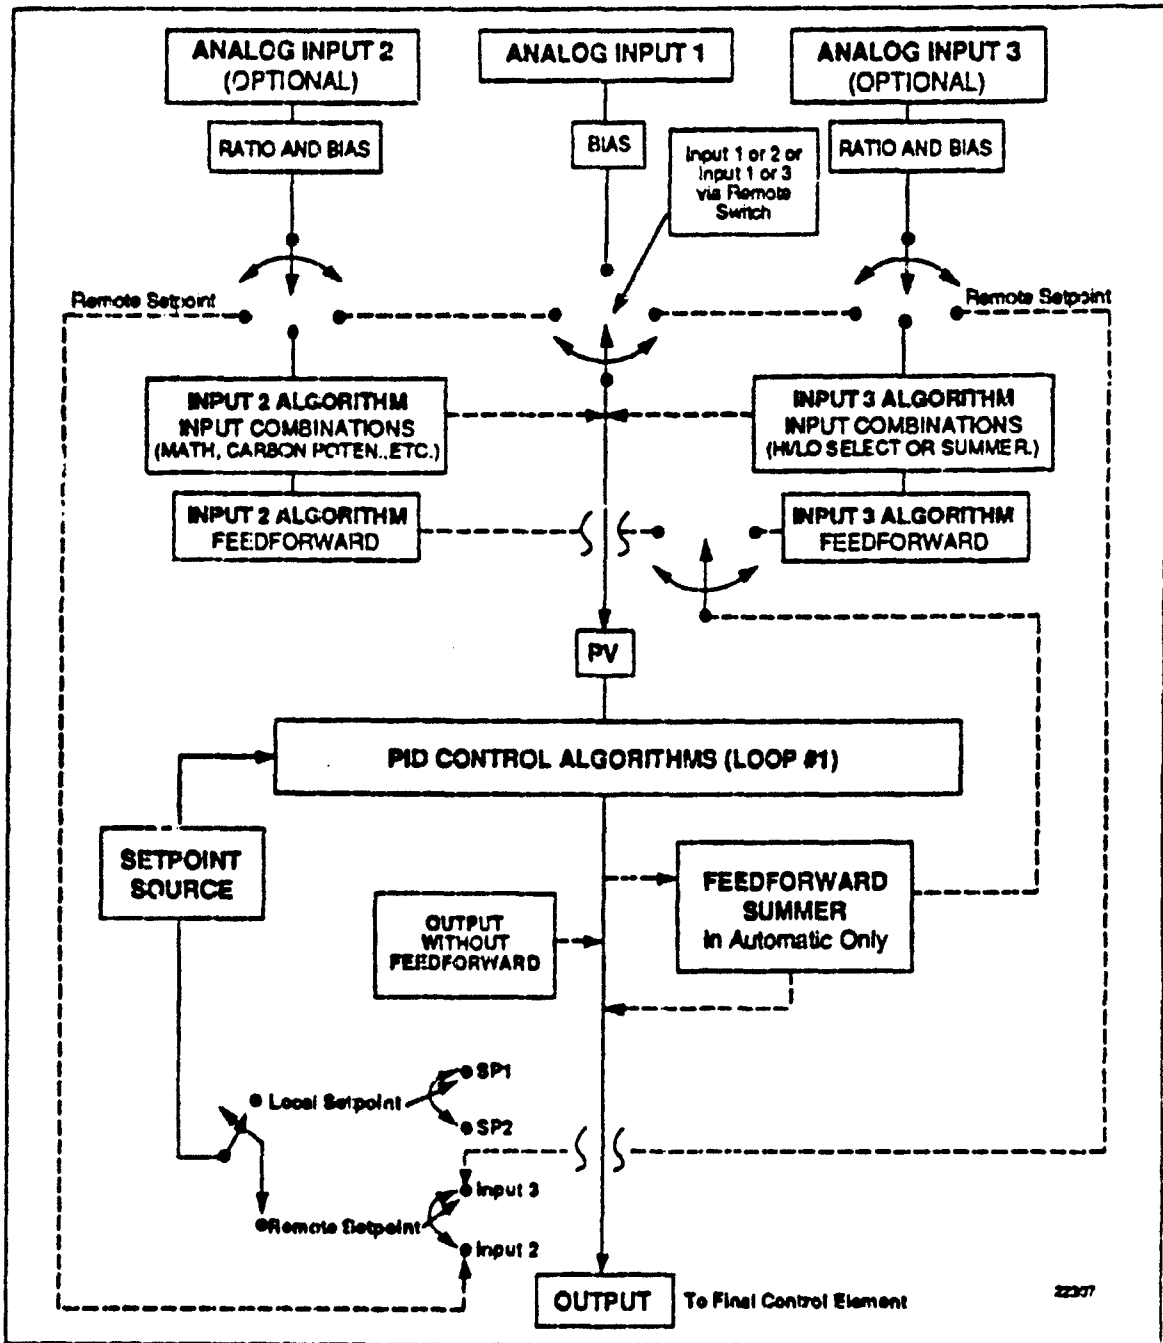 ANALOG INPUT 2
(OPTIONAL)
ANALOG INPUT 1
ANALOG INPUT 3
(OPTIONAL)
RATIO AND BIAS
BIAS
Input 1 or 2 or
Input 1 or 3
via Remote
Switch
RATIO AND BIAS
Remote Setpoint
Remote Setpoint
INPUT 2 ALGORITHM
INPUT COMBINATIONS
(MATH, CARBON POTEN..ETC.)
INPUT 3 ALGORITHM
INPUT COMBINATIONS
(HI/LO SELECT OR SUMMER.)
INPUT 2 ALGORITHM
FEEDFORWARD
INPUT 3 ALGORITHM
FEEDFORWARD
PV
PID CONTROL ALGORITHMS (LOOP #1)
SETPOINT
SOURCE
OUTPUT
WITHOUT
FEEDFORWARD
FEEDFORWARD
SUMMER
In Automatic Only
SP1
Local Setpoint
SP2
Input 3
Remote Setpoint
Input 2
OUTPUT
To Final Control Element
22307